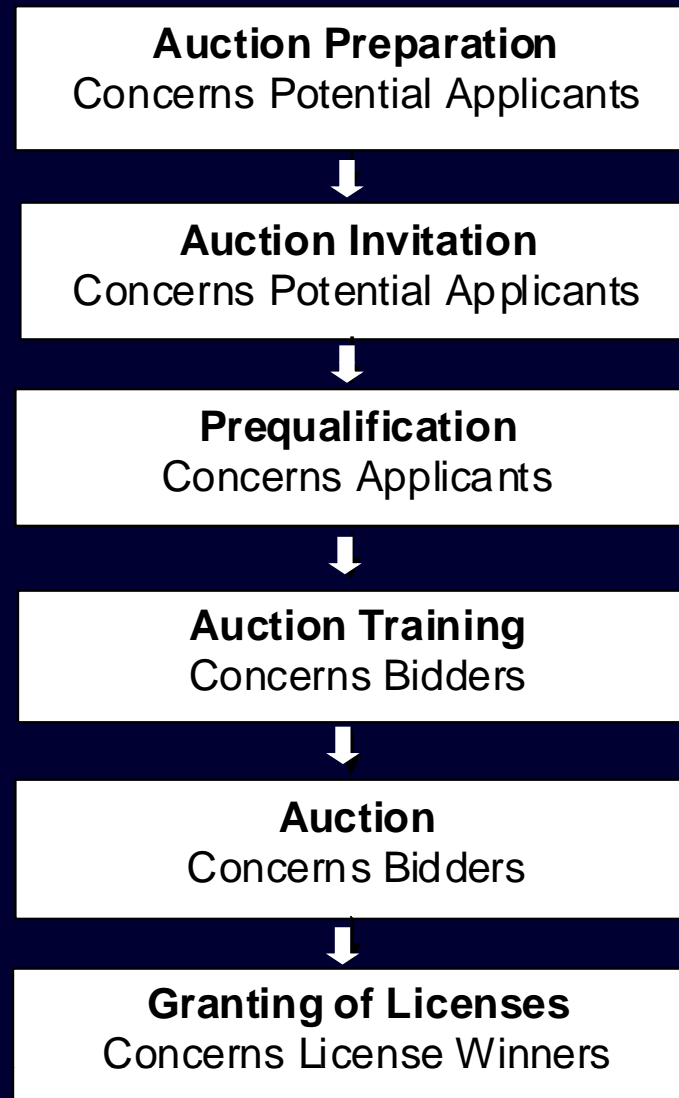 Auction Preparation
Concerns Potential Applicants
Auction Invitation
Concerns Potential Applicants
Prequalification
Concerns Applicants
Auction Training
Concerns Bidders
Auction
Concerns Bidders
Granting of Licenses
Concerns License Winners